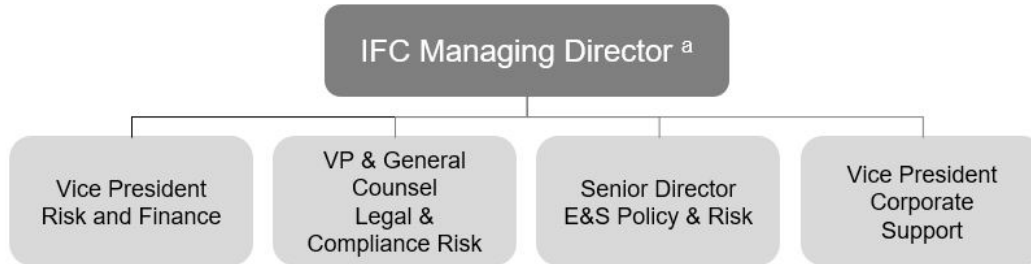 IFC Managing Director a
Vice President
Risk and Finance
VP & General
Counsel
Legal &
Compliance Risk
Senior Director
E&S Policy & Risk
Vice President
Corporate
Support